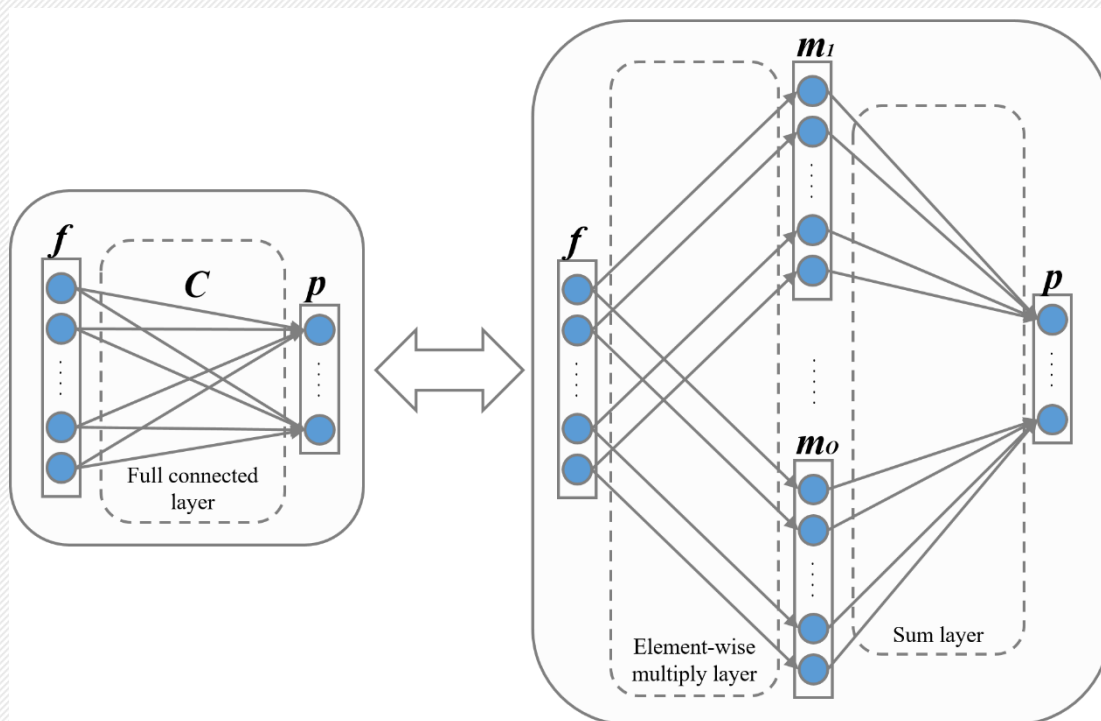 f
C
p
Full connected
layer
f
m1
mO
p
Element-wise
multiply layer
Sum layer